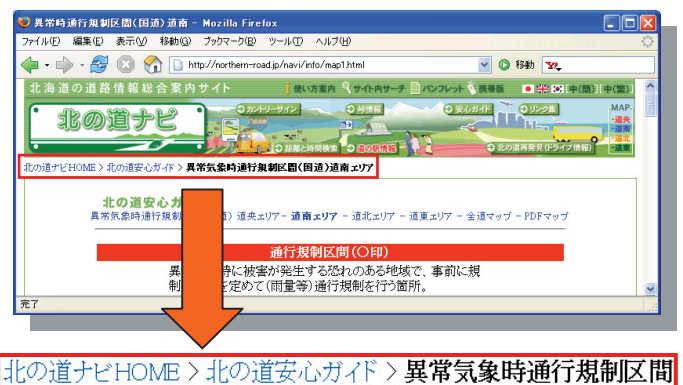 異常時通行規制区間(国道)道南 - Mozilla Firefox
ファイル(F) 編集(E) 表示(V) 移動(G) ブックマーク(B) ツール(T) ヘルプ(H)
http://northern-road.jp/navi/info/map1.html 移動
北海道の道路情報総合案内サイト 使い方案内 サイト内サーチ パンフレット 携帯版 中(簡) 中(繁)
北の道ナビ
カントリーサイン 峠情報 安心ガイド リンク集 MAP
・道央
・道南
・道北
・道東
距離と時間検索 道の駅情報 北の道再発見(ドライブ情報)
北の道ナビHOME > 北の道安心ガイド > 異常気象時通行規制区間(国道)道南エリア
北の道安心ガ
異常気象時通行規制 道) 道央エリア - 道南エリア - 道北エリア - 道東エリア - 全道マップ - PDFマップ
通行規制区間(〇印)
異 時に被害が発生する恐れのある地域で、事前に規
制 を定めて(雨量等)通行規制を行う箇所。
完了
北の道ナビHOME > 北の道安心ガイド > 異常気象時通行規制区間